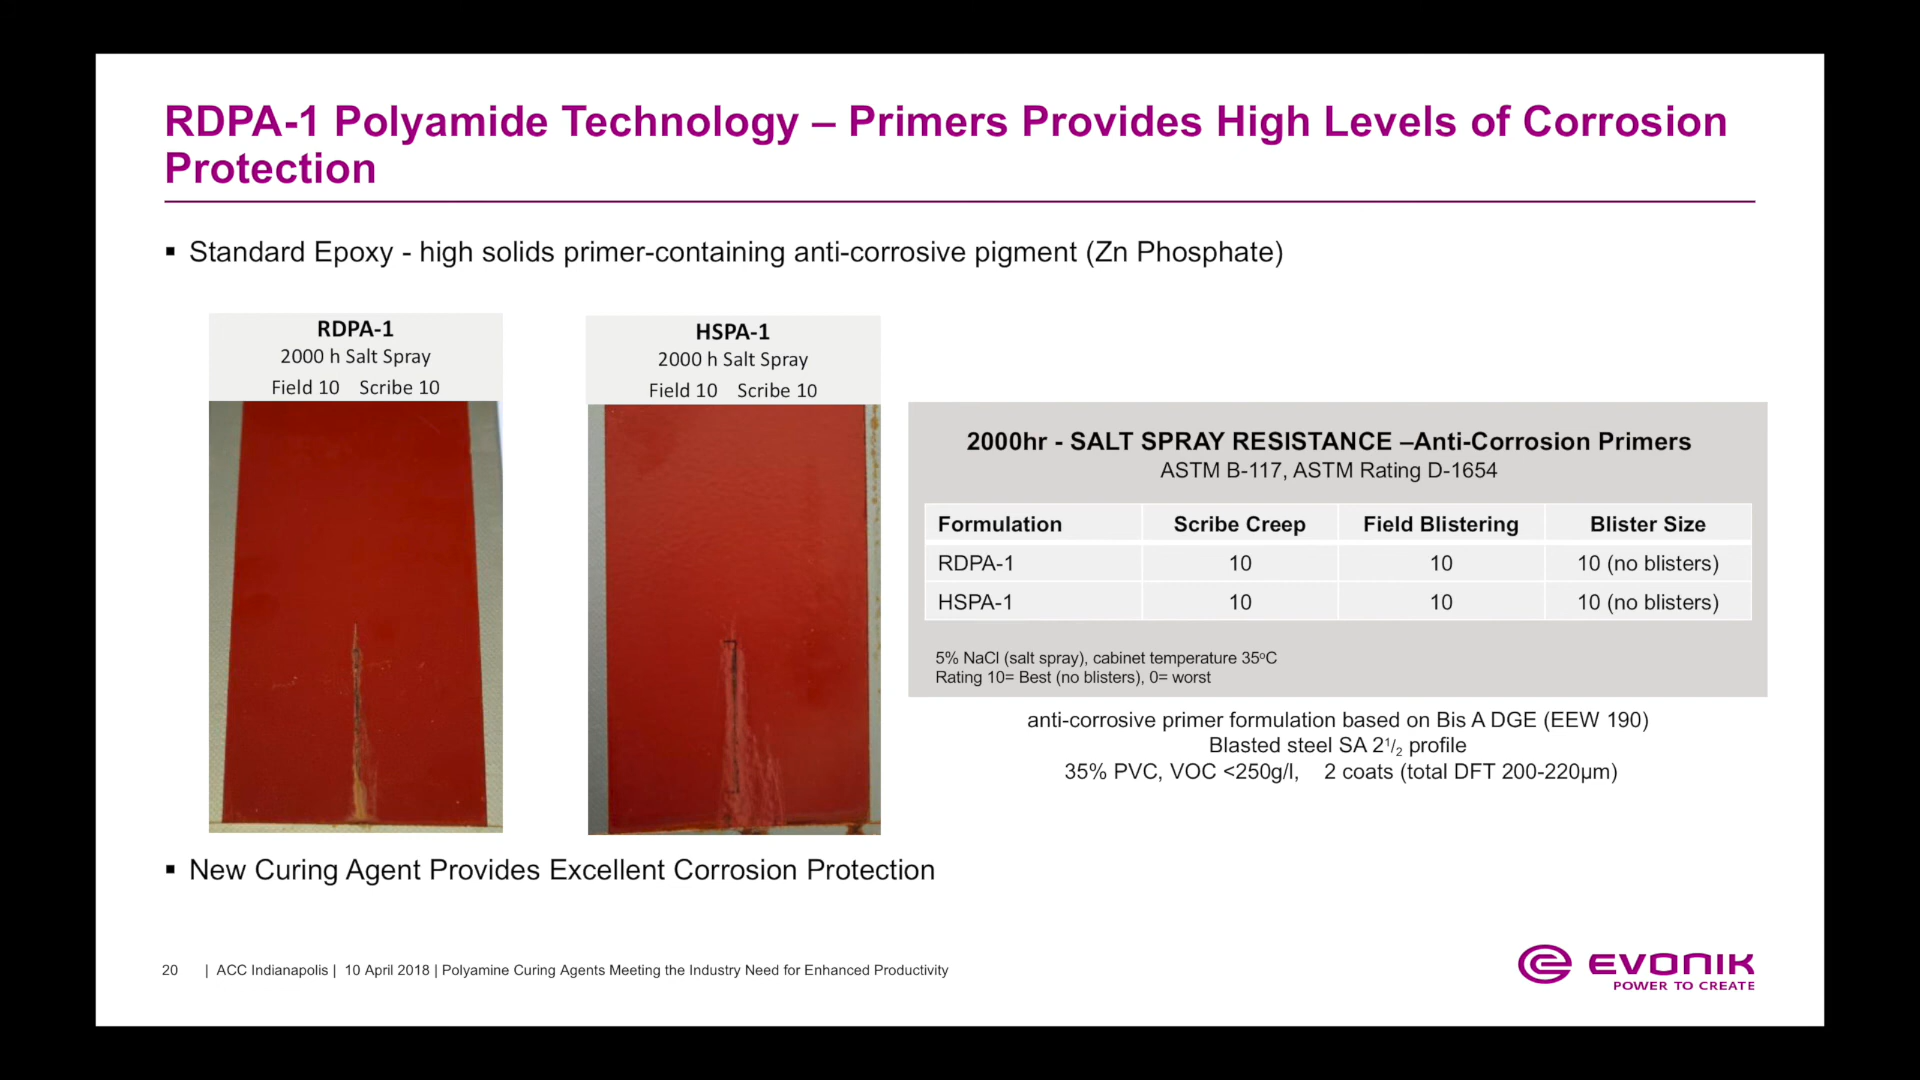 RDPA-1 Polyamide Technology – Primers Provides High Levels of Corrosion
Protection
▪ Standard Epoxy - high solids primer-containing anti-corrosive pigment (Zn Phosphate)
RDPA-1
2000 h Salt Spray
Field 10 Scribe 10
HSPA-1
2000 h Salt Spray
Field 10 Scribe 10
2000hr - SALT SPRAY RESISTANCE –Anti-Corrosion Primers
ASTM B-117, ASTM Rating D-1654
Formulation Scribe Creep Field Blistering Blister Size
RDPA-1 10 10 10 (no blisters)
HSPA-1 10 10 10 (no blisters)
5% NaCl (salt spray), cabinet temperature 35ºC
Rating 10= Best (no blisters), 0= worst
anti-corrosive primer formulation based on Bis A DGE (EEW 190)
Blasted steel SA 2¹/₂ profile
35% PVC, VOC <250g/l, 2 coats (total DFT 200-220µm)
▪ New Curing Agent Provides Excellent Corrosion Protection
20 | ACC Indianapolis | 10 April 2018 | Polyamine Curing Agents Meeting the Industry Need for Enhanced Productivity
EVONIK
POWER TO CREATE